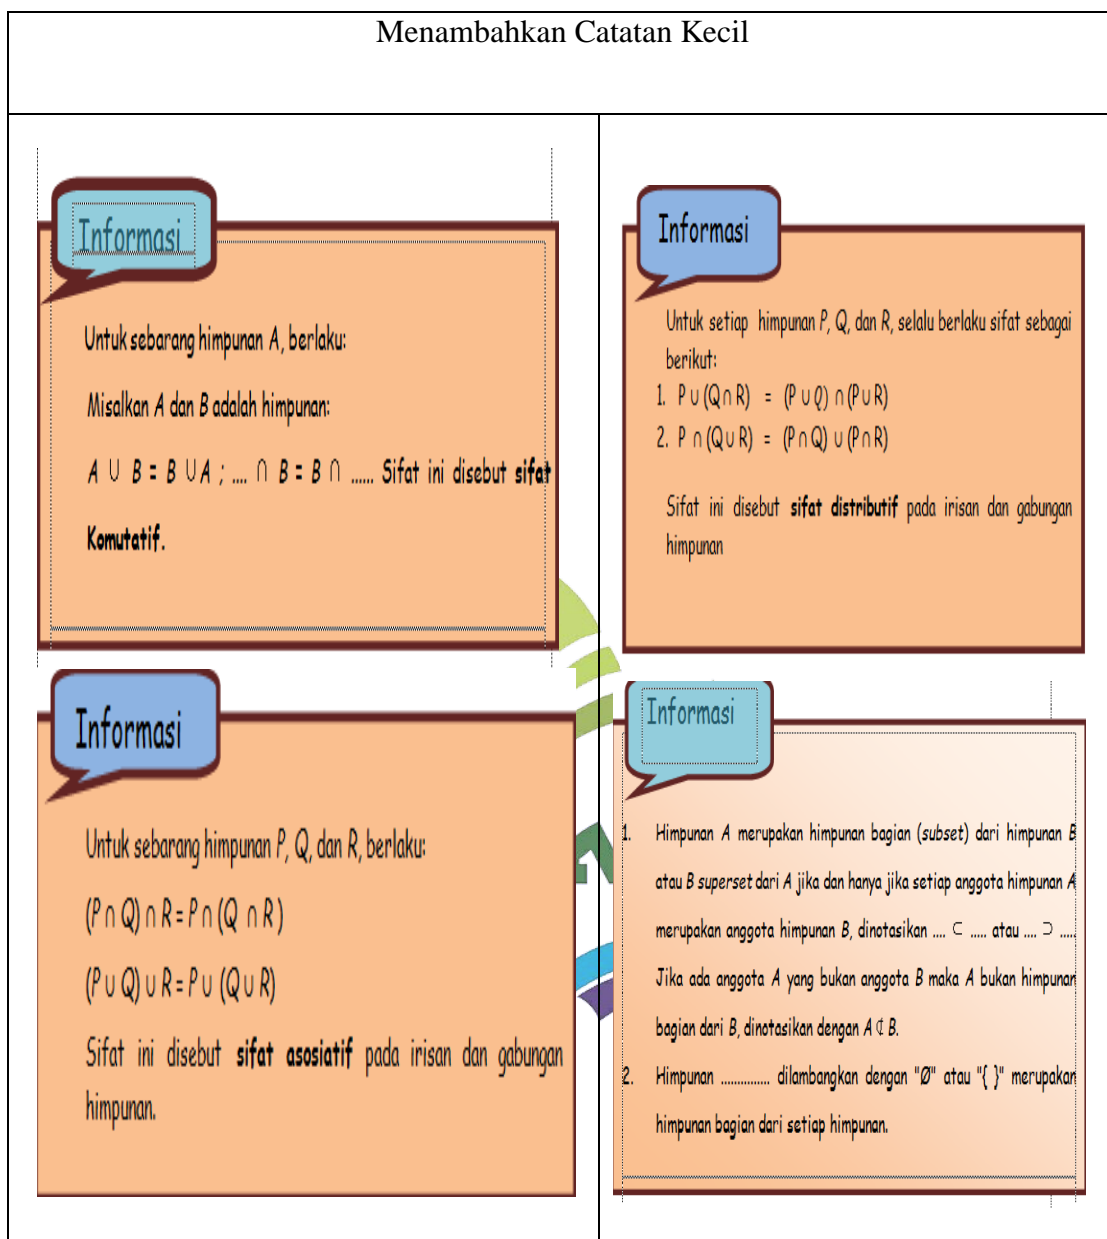 Menambahkan Catatan Kecil
Informasi
Untuk sebarang himpunan A, berlaku:
Misalkan A dan B adalah himpunan:
A ∪ B = B ∪ A ; .... ∩ B = B ∩ ...... Sifat ini disebut sifat
Komutatif.
Informasi
Untuk sebarang himpunan P, Q, dan R, berlaku:
(P ∩ Q) ∩ R = P ∩ (Q ∩ R )
(P ∪ Q) ∪ R = P ∪ (Q ∪ R)
Sifat ini disebut sifat asosiatif pada irisan dan gabungan
himpunan.
Informasi
Untuk setiap himpunan P, Q, dan R, selalu berlaku sifat sebagai
berikut:
1. P ∪ (Q ∩ R) = (P ∪ Q) ∩ (P ∪ R)
2. P ∩ (Q ∪ R) = (P ∩ Q) ∪ (P ∩ R)
Sifat ini disebut sifat distributif pada irisan dan gabungan
himpunan
Informasi
1. Himpunan A merupakan himpunan bagian (subset) dari himpunan B
atau B superset dari A jika dan hanya jika setiap anggota himpunan A
merupakan anggota himpunan B, dinotasikan .... ⊂ ..... atau .... ⊃ .....
Jika ada anggota A yang bukan anggota B maka A bukan himpunan
bagian dari B, dinotasikan dengan A ⊄ B.
2. Himpunan .............. dilambangkan dengan "Ø" atau "{ }" merupakan
himpunan bagian dari setiap himpunan.